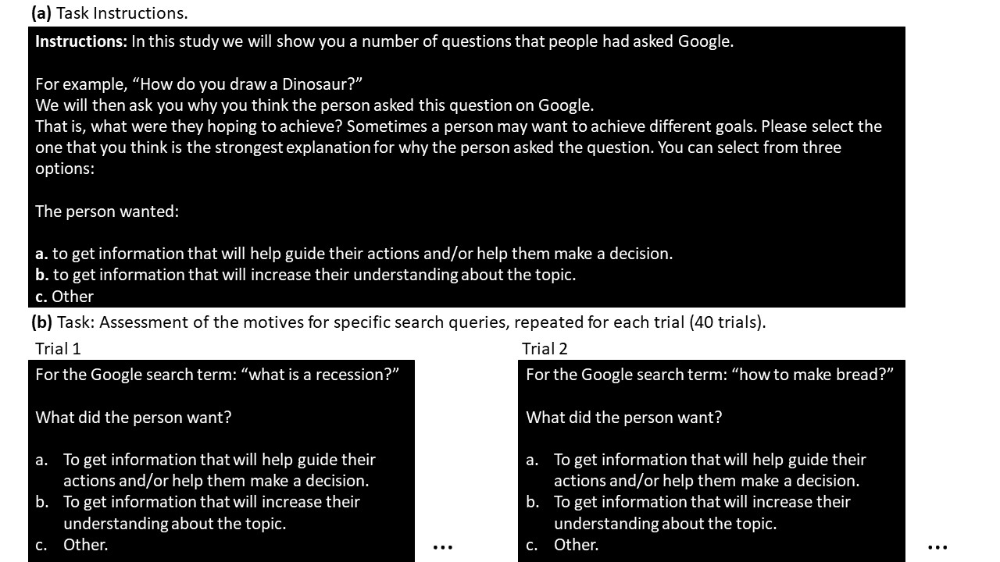 (a) Task Instructions.
Instructions: In this study we will show you a number of questions that people had asked Google.
For example, “How do you draw a Dinosaur?”
We will then ask you why you think the person asked this question on Google.
That is, what were they hoping to achieve? Sometimes a person may want to achieve different goals. Please select the
one that you think is the strongest explanation for why the person asked the question. You can select from three
options:
The person wanted:
a. to get information that will help guide their actions and/or help them make a decision.
b. to get information that will increase their understanding about the topic.
c. Other
(b) Task: Assessment of the motives for specific search queries, repeated for each trial (40 trials).
Trial 1
For the Google search term: “what is a recession?”
What did the person want?
a. To get information that will help guide their
actions and/or help them make a decision.
b. To get information that will increase their
understanding about the topic.
c. Other.
...
Trial 2
For the Google search term: “how to make bread?”
What did the person want?
a. To get information that will help guide their
actions and/or help them make a decision.
b. To get information that will increase their
understanding about the topic.
c. Other.
...